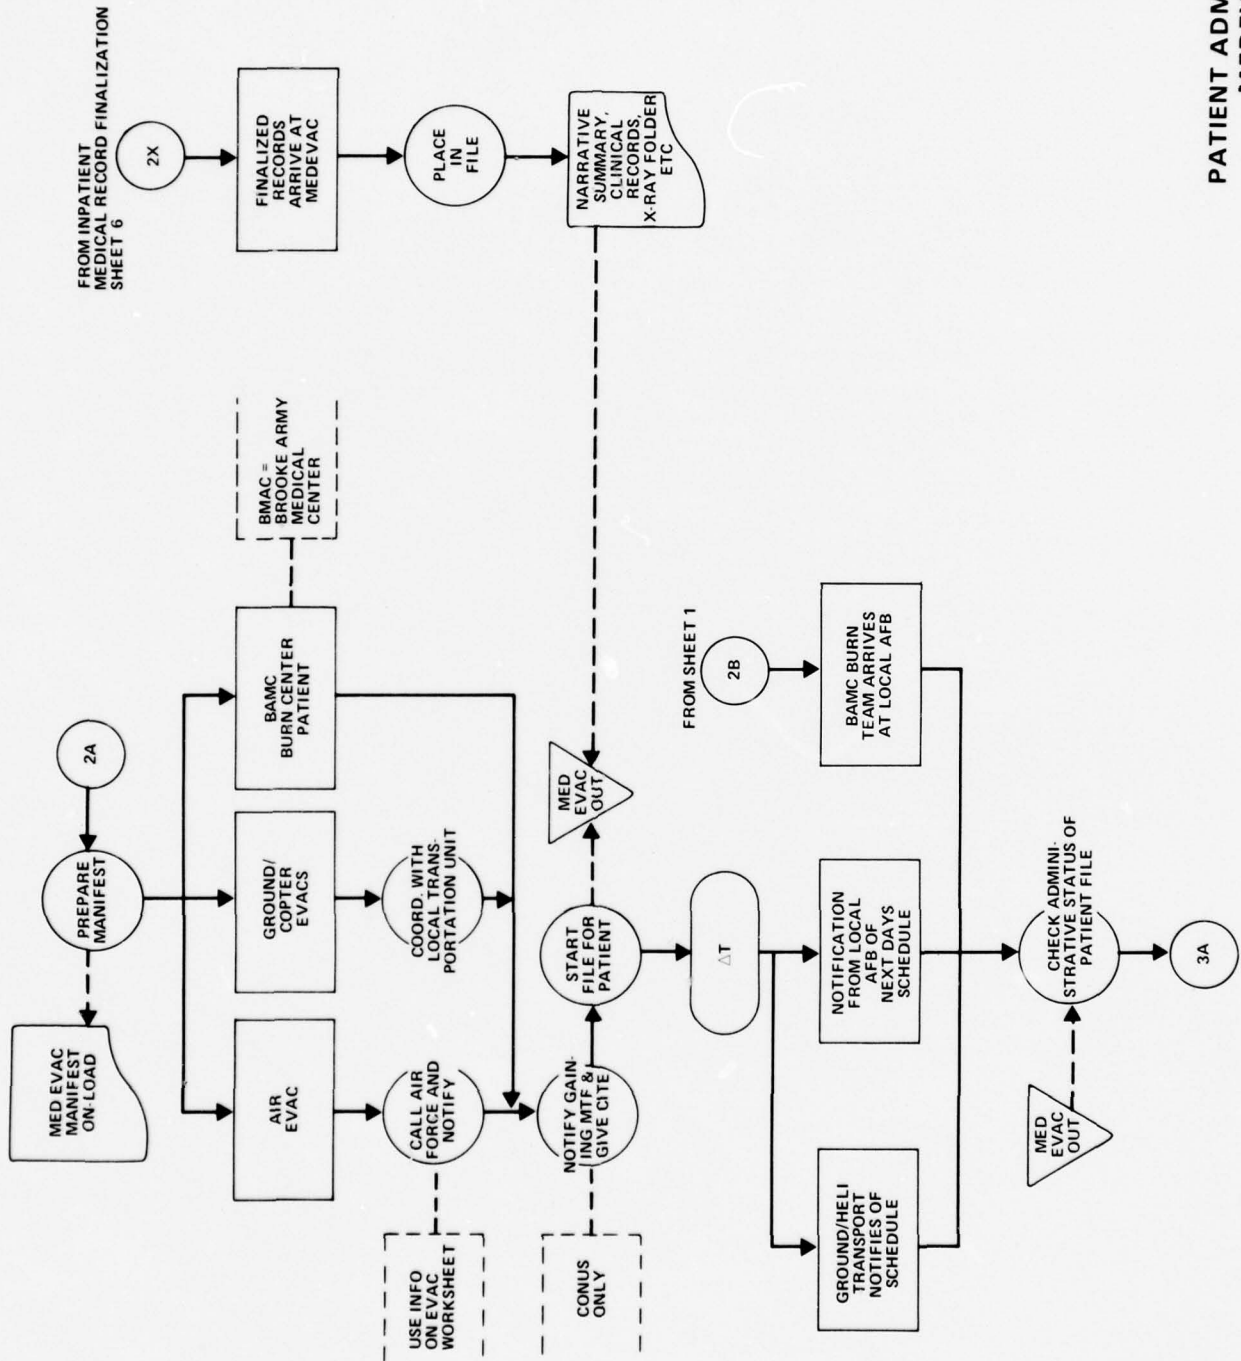 FROM INPATIENT
MEDICAL RECORD FINALIZATION
SHEET 6
2X
FINALIZED
RECORDS
ARRIVE AT
MEDEVAC
PLACE
IN
FILE
NARRATIVE
SUMMARY,
CLINICAL
RECORDS,
X-RAY FOLDER
ETC
2A
PREPARE
MANIFEST
MED EVAC
MANIFEST
ON-LOAD
BMAC =
BROOKE ARMY
MEDICAL
CENTER
BAMC
BURN CENTER
PATIENT
GROUND/
COPTER
EVACS
AIR
EVAC
COORD. WITH
LOCAL TRANS-
PORTATION UNIT
CALL AIR
FORCE AND
NOTIFY
USE INFO
ON EVAC
WORKSHEET
NOTIFY GAIN-
ING MTF &
GIVE CITE
CONUS
ONLY
START
FILE FOR
PATIENT
MED
EVAC
OUT
ΔT
FROM SHEET 1
2B
BAMC BURN
TEAM ARRIVES
AT LOCAL AFB
NOTIFICATION
FROM LOCAL
AFB OF
NEXT DAYS
SCHEDULE
GROUND/HELI
TRANSPORT
NOTIFIES OF
SCHEDULE
MED
EVAC
OUT
CHECK ADMINI-
STRATIVE STATUS OF
PATIENT FILE
3A
PATIENT ADM